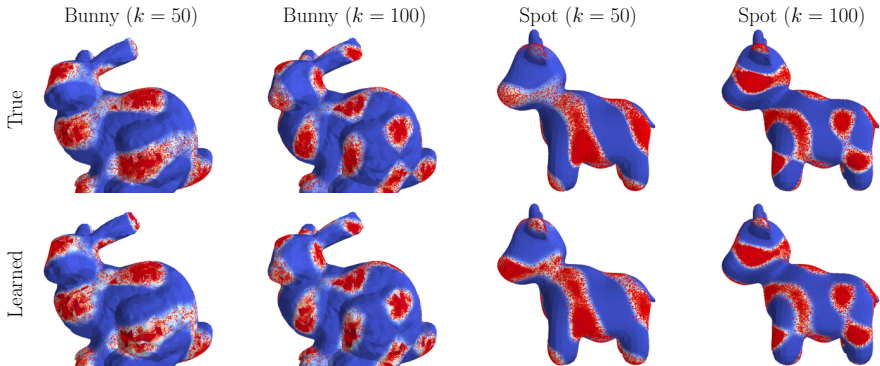 Bunny (k = 50)
Bunny (k = 100)
Spot (k = 50)
Spot (k = 100)
True
Learned